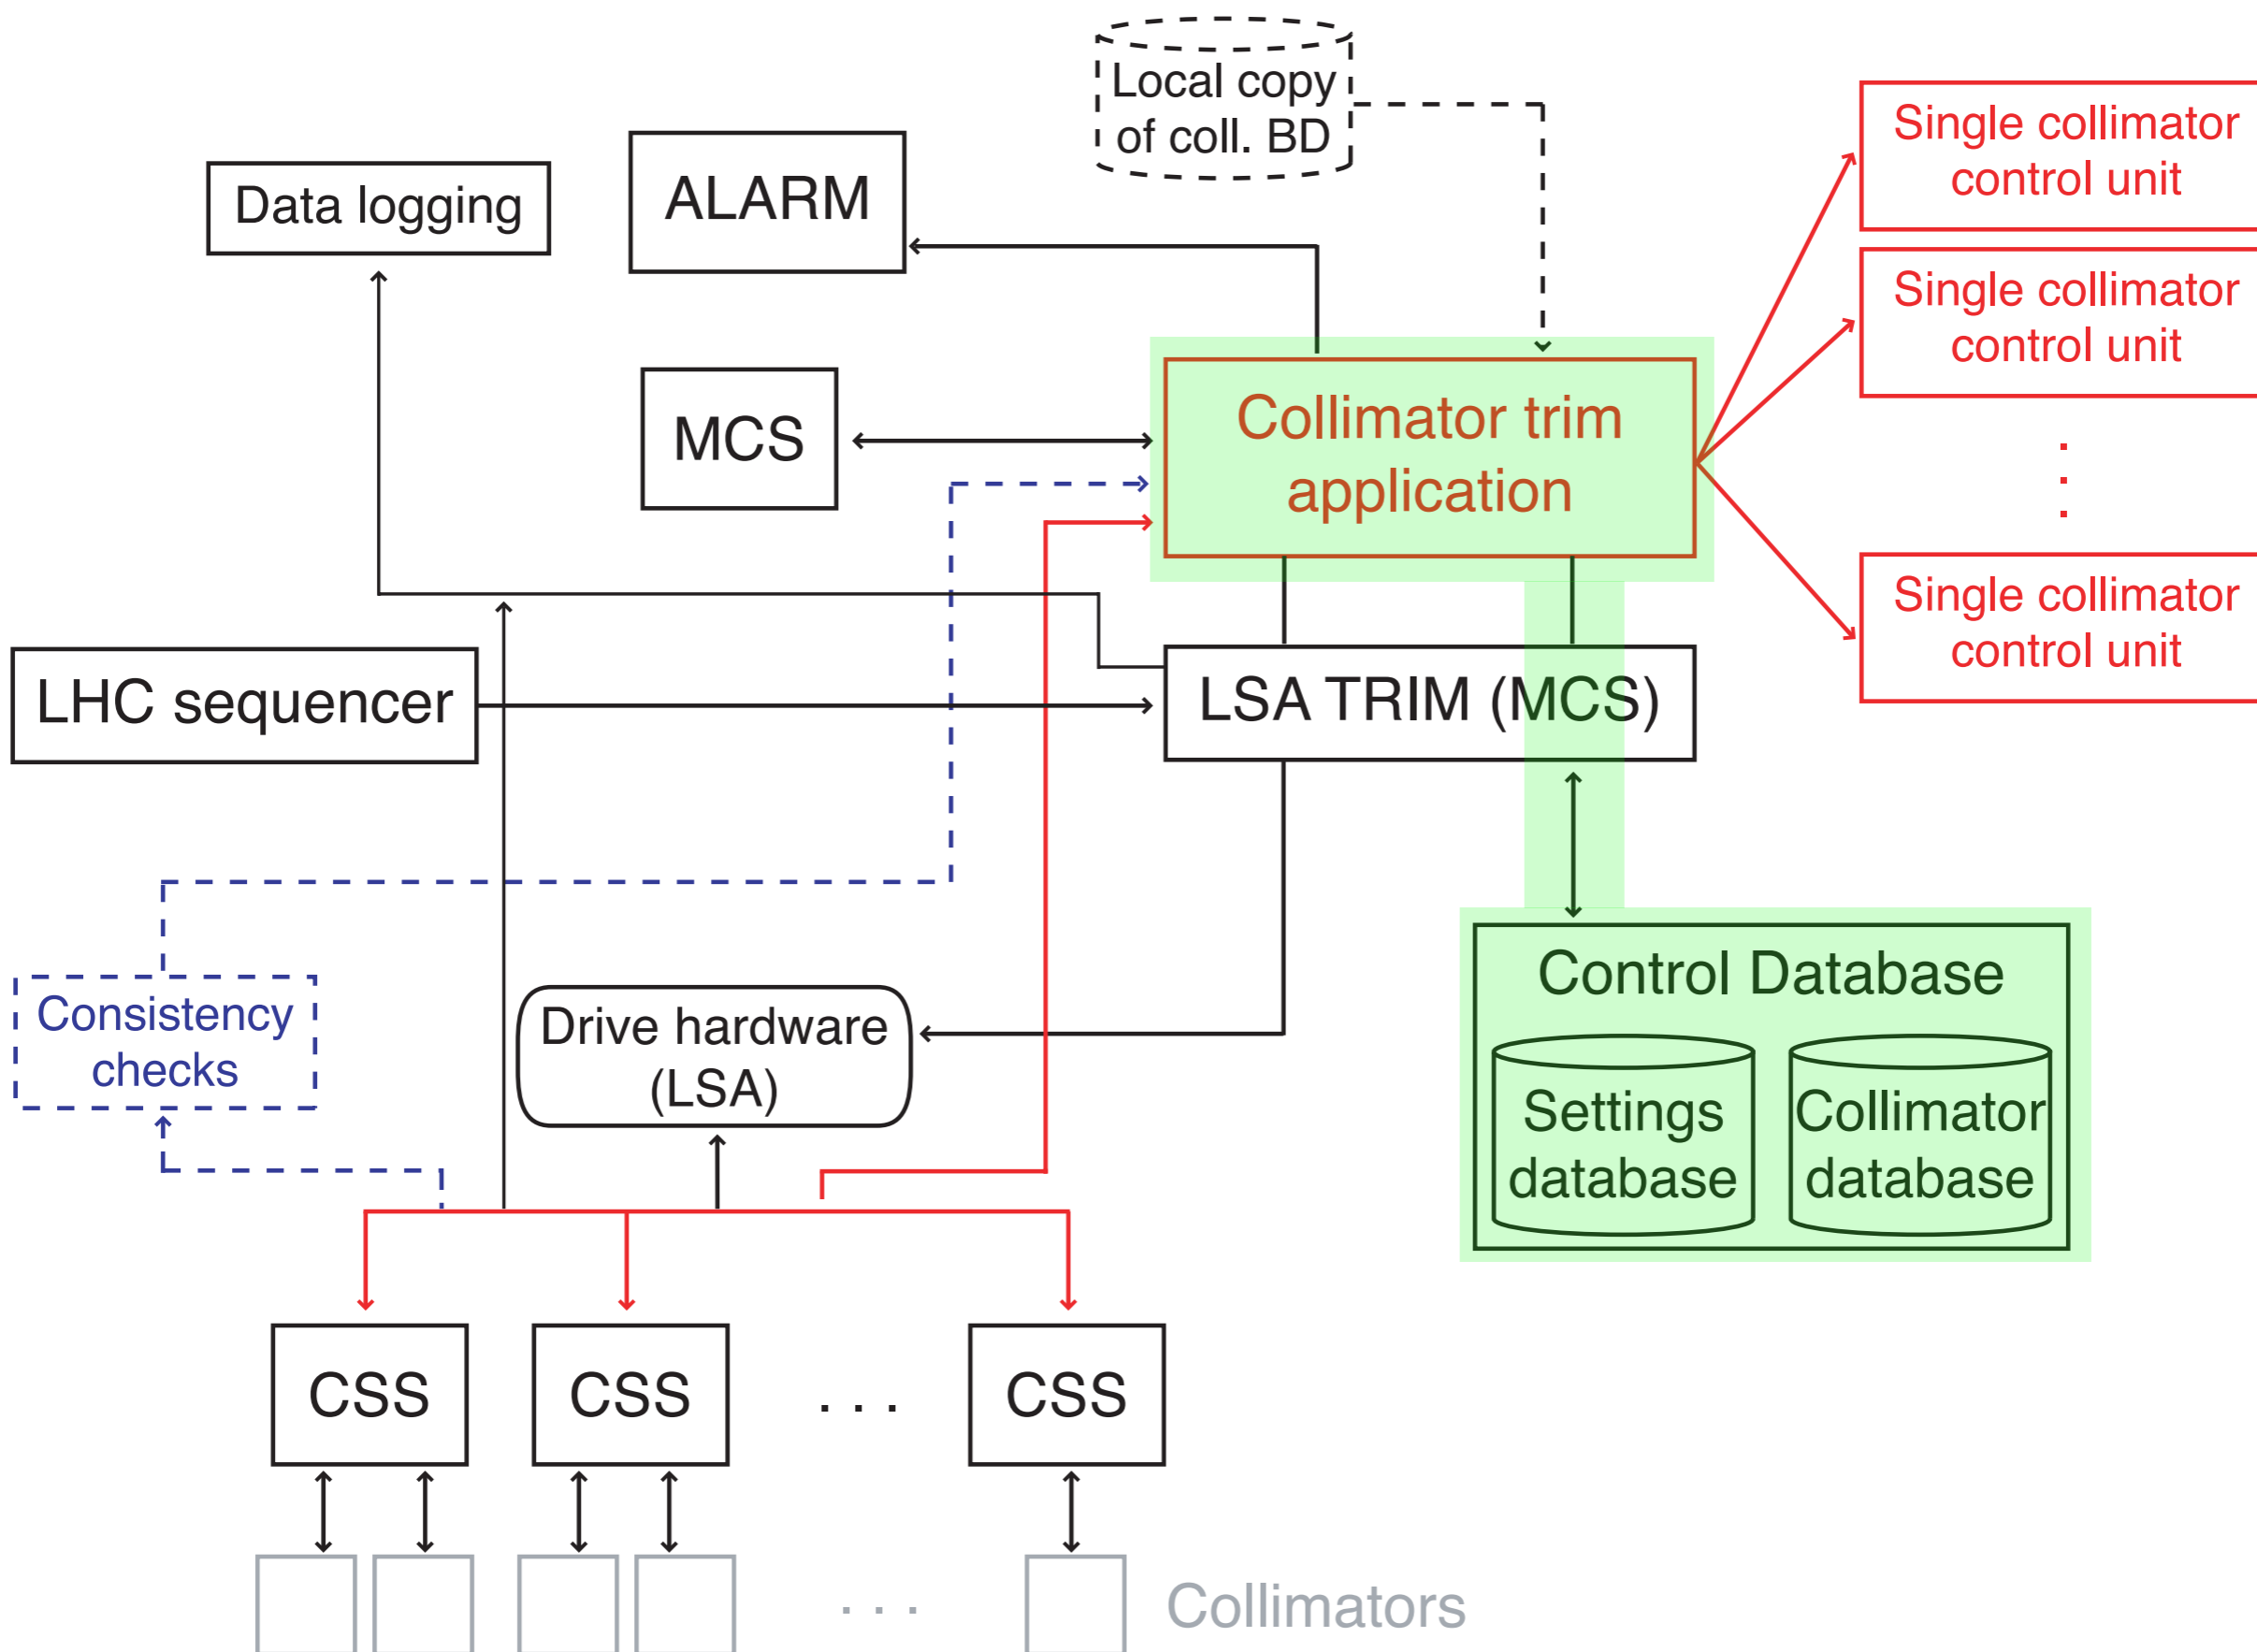 Local copy
of coll. BD
Single collimator
control unit
Data logging
ALARM
Single collimator
control unit
MCS
Collimator trim
application
.
.
.
Single collimator
control unit
LHC sequencer
LSA TRIM (MCS)
Consistency
checks
Drive hardware
(LSA)
Control Database
Settings
database
Collimator
database
CSS
CSS
. . .
CSS
. . .
Collimators